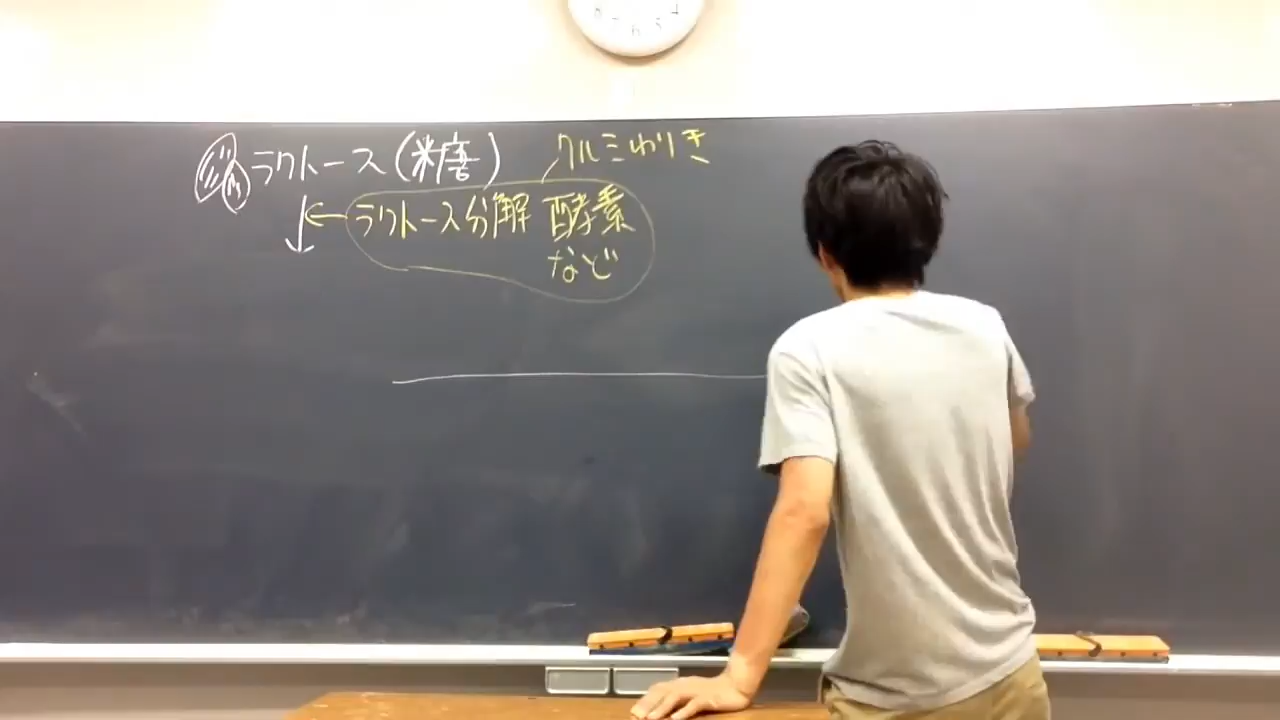 ラクトース(糖)
クルミわりき
ラクトース分解酵素
など